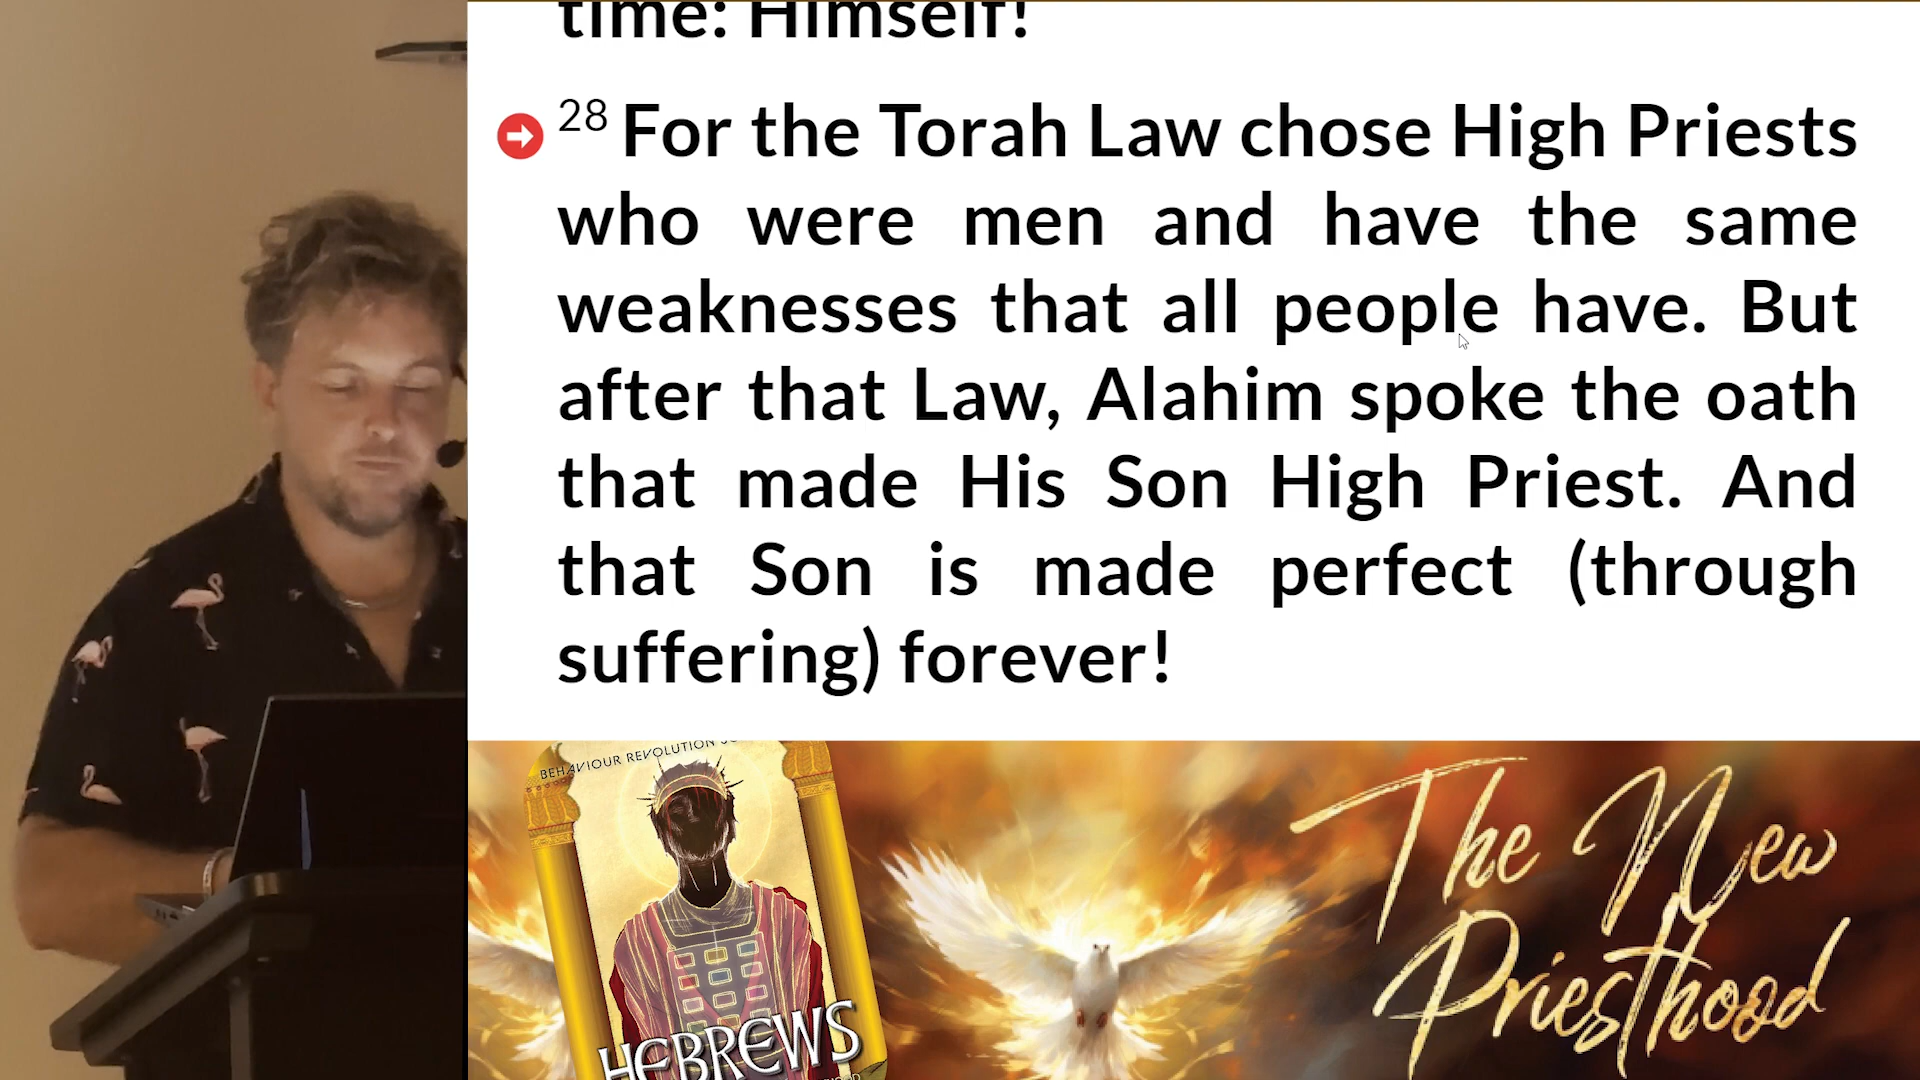 time: Himself!
28 For the Torah Law chose High Priests
who were men and have the same
weaknesses that all people have. But
after that Law, Alahim spoke the oath
that made His Son High Priest. And
that Son is made perfect (through
suffering) forever!
BEHAVIOUR REVOLUTION
HEBREWS
The New
Priesthood